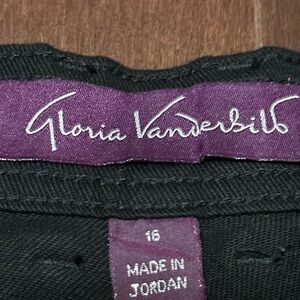 Gloria Vanderbilt
16
MADE IN
JORDAN